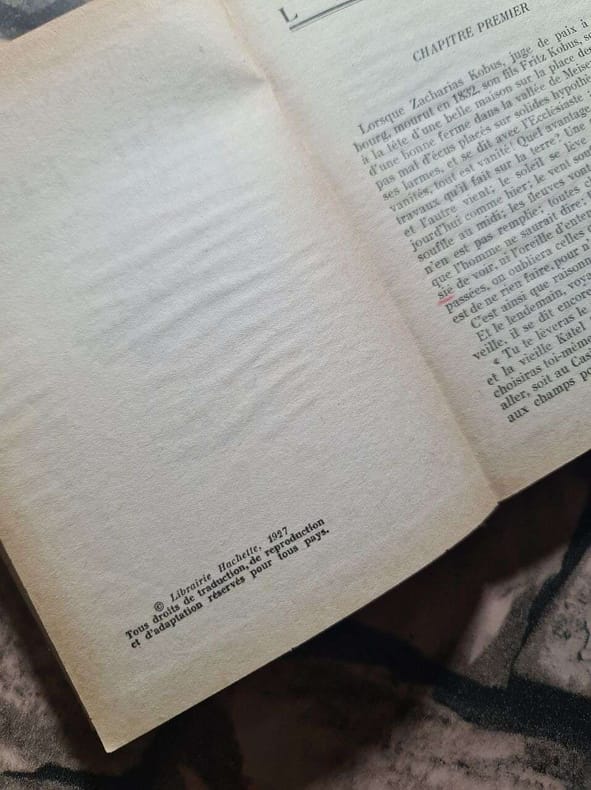 © Librairie Hachette, 1927
Tous droits de traduction, de reproduction
et d'adaptation réservés pour tous pays.
L
CHAPITRE PREMIER
Lorsque Zacharias Kobus, juge de paix à
bourg, mourut en 1832, son fils Fritz Kobus, se
à la tête d'une belle maison sur la place des
d'une bonne ferme dans la vallée de Meise
pas mal d'écus placés sur solides hypothè
ses larmes, et se dit avec l'Ecclésiaste :
vanités, tout est vanité! Quel avantage
travaux qu'il fait sur la terre? Une
et l'autre vient; le soleil se lève
jourd'hui comme hier; le vent souf
souffle au midi; les fleuves vont
n'en est pas remplie; toutes c
que l'homme ne saurait dire;
sié de voir, ni l'oreille d'enten
passées, on oubliera celles
est de ne rien faire, pour n'
C'est ainsi que raisonn
Et le lendemain, voya
veille, il se dit encore
« Tu te lèveras le
et la vieille Katel
choisiras toi-mêm
aller, soit au Cas
aux champs po